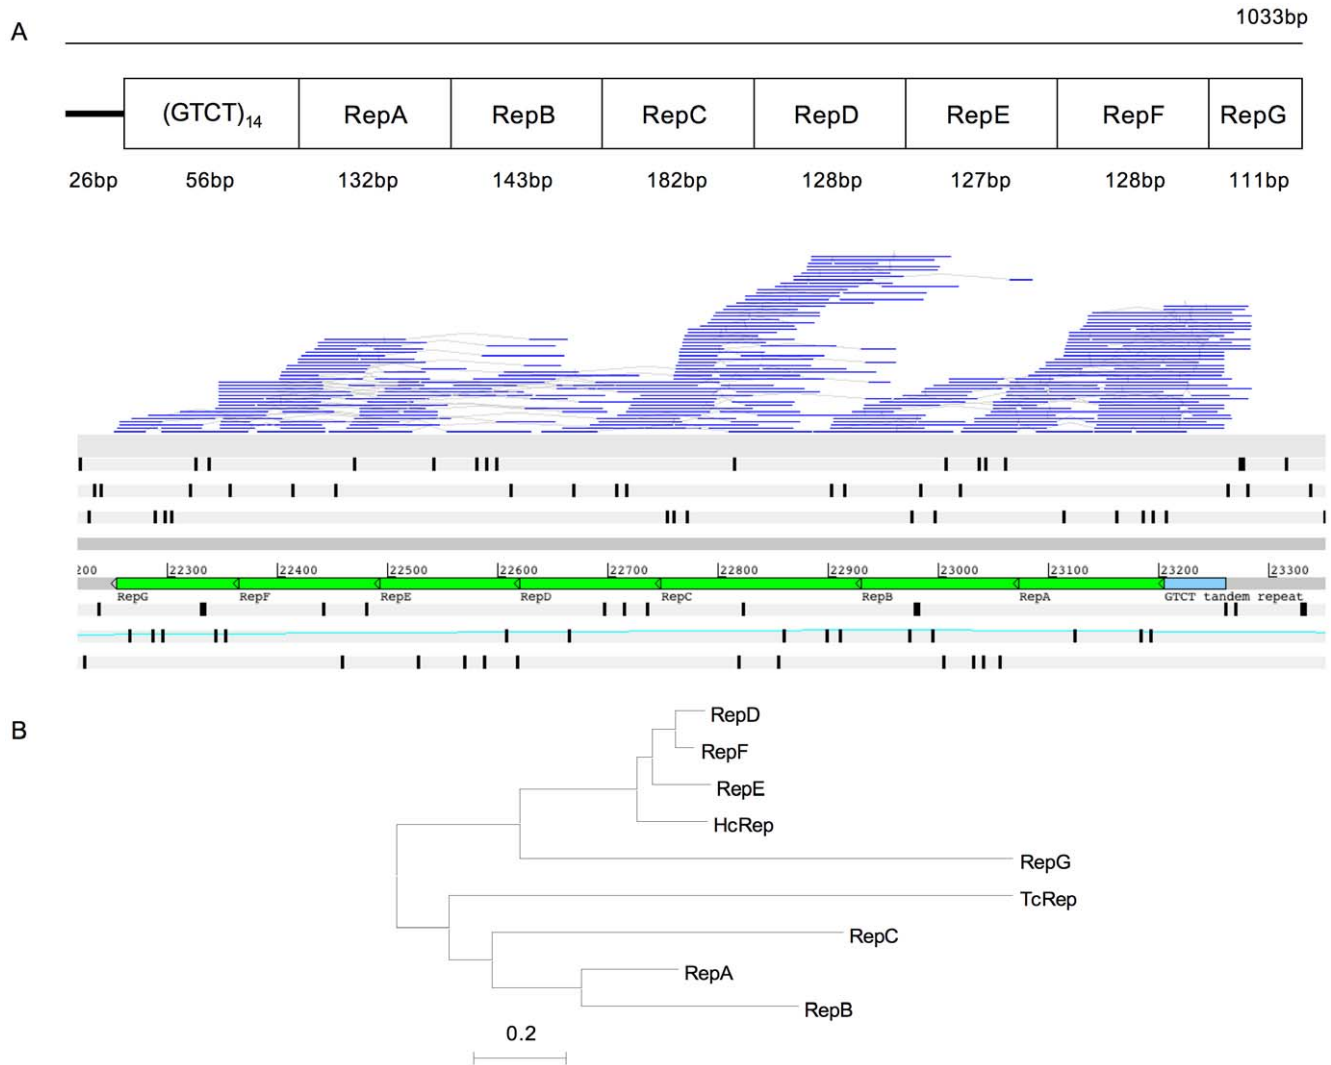 A
1033bp
(GTCT)14 RepA RepB RepC RepD RepE RepF RepG
26bp 56bp 132bp 143bp 182bp 128bp 127bp 128bp 111bp
200 22300 22400 22500 22600 22700 22800 22900 23000 23100 23200 23300
RepG RepF RepE RepD RepC RepB RepA GTCT tandem repeat
B
RepD
RepF
RepE
HcRep
RepG
TcRep
RepC
RepA
RepB
0.2